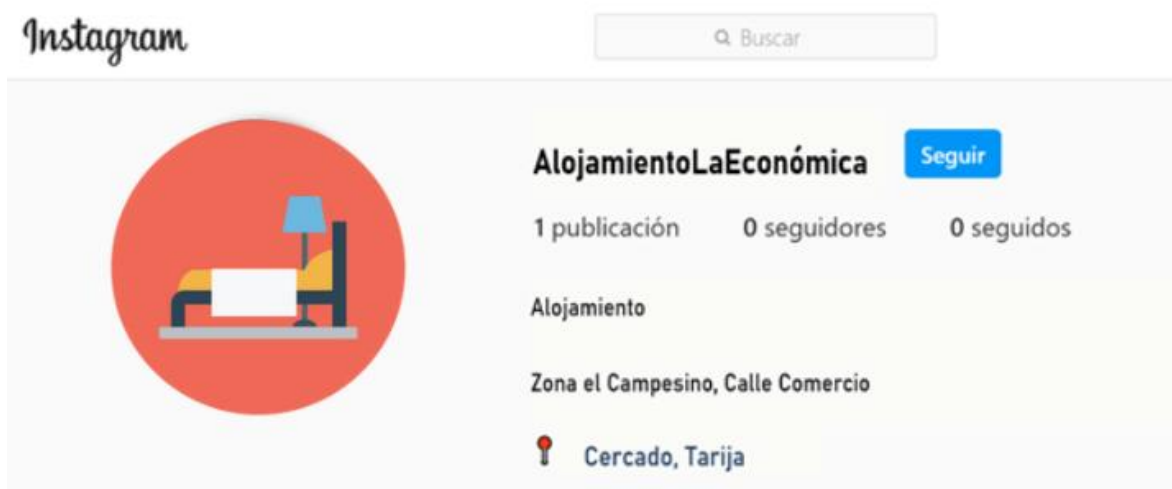 Instagram
Buscar
AlojamientoLaEconómica Seguir
1 publicación 0 seguidores 0 seguidos
Alojamiento
Zona el Campesino, Calle Comercio
Cercado, Tarija